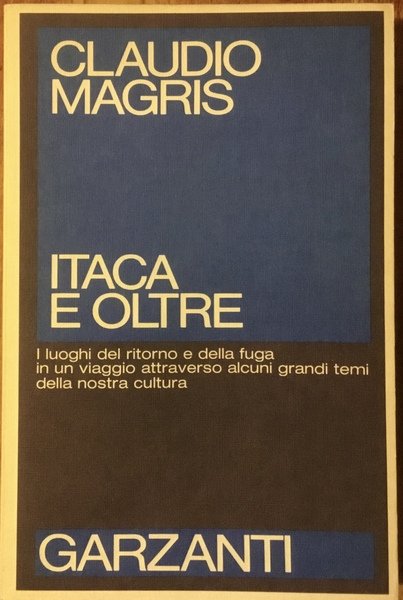 CLAUDIO
MAGRIS
ITACA
E OLTRE
I luoghi del ritorno e della fuga
in un viaggio attraverso alcuni grandi temi
della nostra cultura
GARZANTI